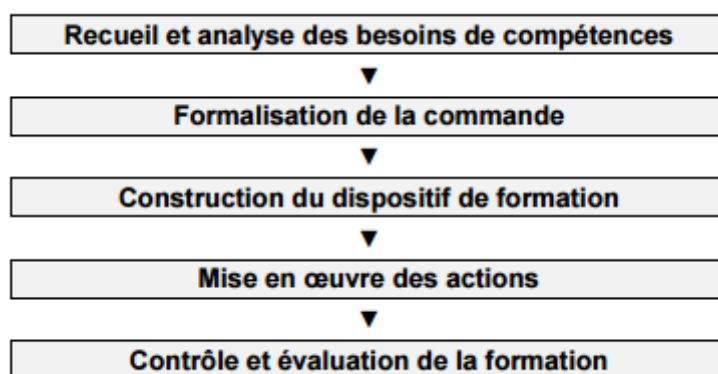 Recueil et analyse des besoins de compétences
▼
Formalisation de la commande
▼
Construction du dispositif de formation
▼
Mise en œuvre des actions
▼
Contrôle et évaluation de la formation